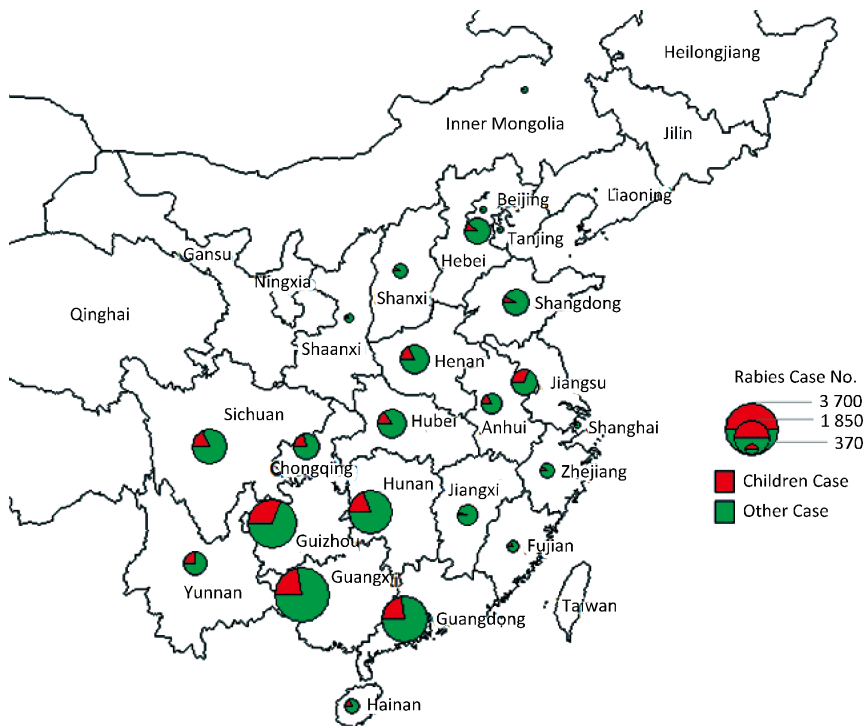 Heilongjiang
Inner Mongolia
Jilin
Beijing
Liaoning
Tanjing
Gansu
Hebei
Ningxia
Shanxi
Shangdong
Qinghai
Shaanxi
Henan
Rabies Case No.
Jiangsu
3 700
1 850
370
Sichuan
Hubei
Anhui
Shanghai
Chongqing
Zhejiang
Children Case
Hunan
Jiangxi
Other Case
Guizhou
Fujian
Yunnan
Guangxi
Taiwan
Guangdong
Hainan